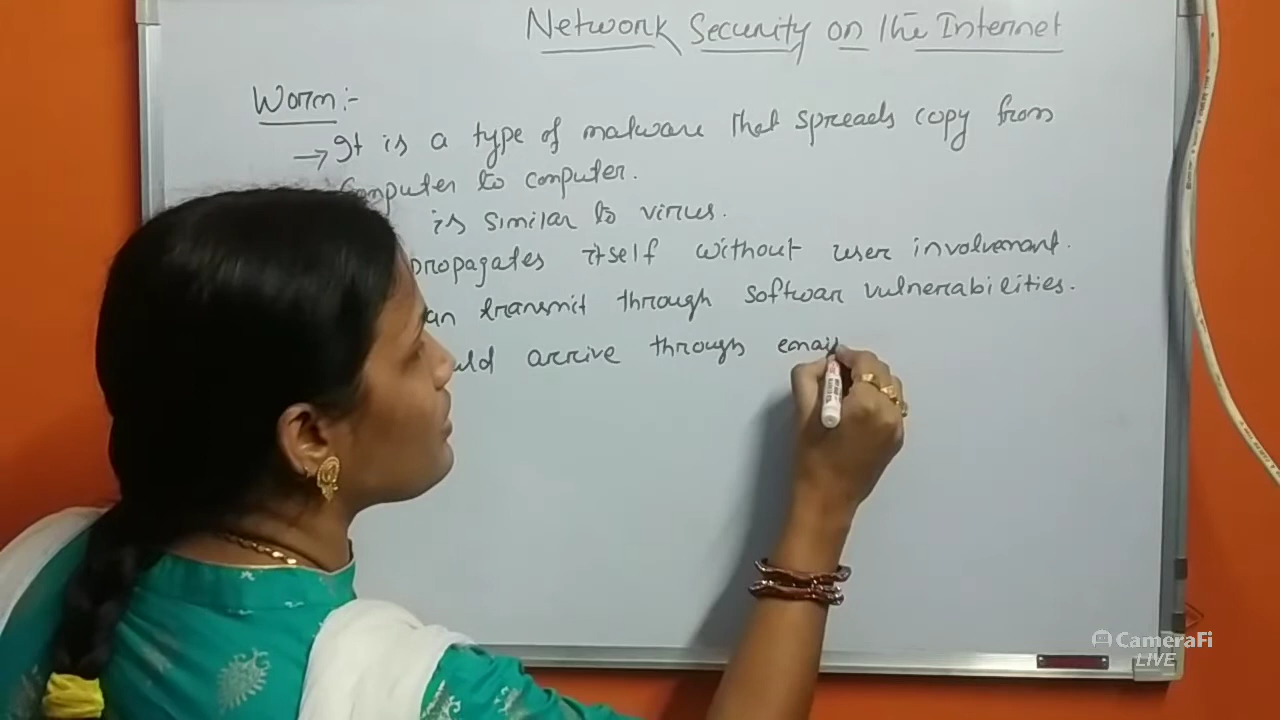 Network Security on the Internet
Worm:-
→ It is a type of malware that spreads copy from
Computer to computer.
is similar to virus.
propagates itself without user involvemant.
an transmit through softwar vulnerabilities.
uld arrive through email
CameraFi
LIVE